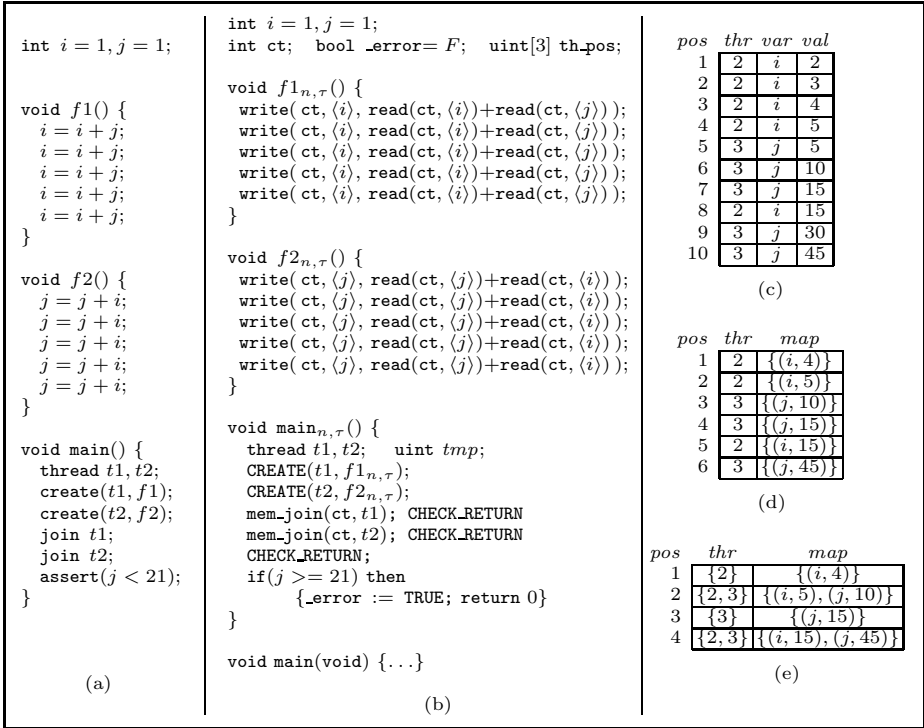 int i = 1, j = 1;
void f1() {
i = i + j;
i = i + j;
i = i + j;
i = i + j;
i = i + j;
}
void f2() {
j = j + i;
j = j + i;
j = j + i;
j = j + i;
j = j + i;
}
void main() {
thread t1, t2;
create(t1, f1);
create(t2, f2);
join t1;
join t2;
assert(j < 21);
}
(a)
int i = 1, j = 1;
int ct; bool _error= F; uint[3] th_pos;
void f1n,τ() {
write( ct, ⟨i⟩, read(ct, ⟨i⟩)+read(ct, ⟨j⟩) );
write( ct, ⟨i⟩, read(ct, ⟨i⟩)+read(ct, ⟨j⟩) );
write( ct, ⟨i⟩, read(ct, ⟨i⟩)+read(ct, ⟨j⟩) );
write( ct, ⟨i⟩, read(ct, ⟨i⟩)+read(ct, ⟨j⟩) );
write( ct, ⟨i⟩, read(ct, ⟨i⟩)+read(ct, ⟨j⟩) );
}
void f2n,τ() {
write( ct, ⟨j⟩, read(ct, ⟨j⟩)+read(ct, ⟨i⟩) );
write( ct, ⟨j⟩, read(ct, ⟨j⟩)+read(ct, ⟨i⟩) );
write( ct, ⟨j⟩, read(ct, ⟨j⟩)+read(ct, ⟨i⟩) );
write( ct, ⟨j⟩, read(ct, ⟨j⟩)+read(ct, ⟨i⟩) );
write( ct, ⟨j⟩, read(ct, ⟨j⟩)+read(ct, ⟨i⟩) );
}
void mainn,τ() {
thread t1, t2; uint tmp;
CREATE(t1, f1n,τ);
CREATE(t2, f2n,τ);
mem_join(ct, t1); CHECK_RETURN
mem_join(ct, t2); CHECK_RETURN
CHECK_RETURN;
if(j >= 21) then
{_error := TRUE; return 0}
}
void main(void) {...}
(b)
pos thr var val
1 2 i 2
2 2 i 3
3 2 i 4
4 2 i 5
5 3 j 5
6 3 j 10
7 3 j 15
8 2 i 15
9 3 j 30
10 3 j 45
(c)
pos thr map
1 2 {(i, 4)}
2 2 {(i, 5)}
3 3 {(j, 10)}
4 3 {(j, 15)}
5 2 {(i, 15)}
6 3 {(j, 45)}
(d)
pos thr map
1 {2} {(i, 4)}
2 {2, 3} {(i, 5), (j, 10)}
3 {3} {(j, 15)}
4 {2, 3} {(i, 15), (j, 45)}
(e)